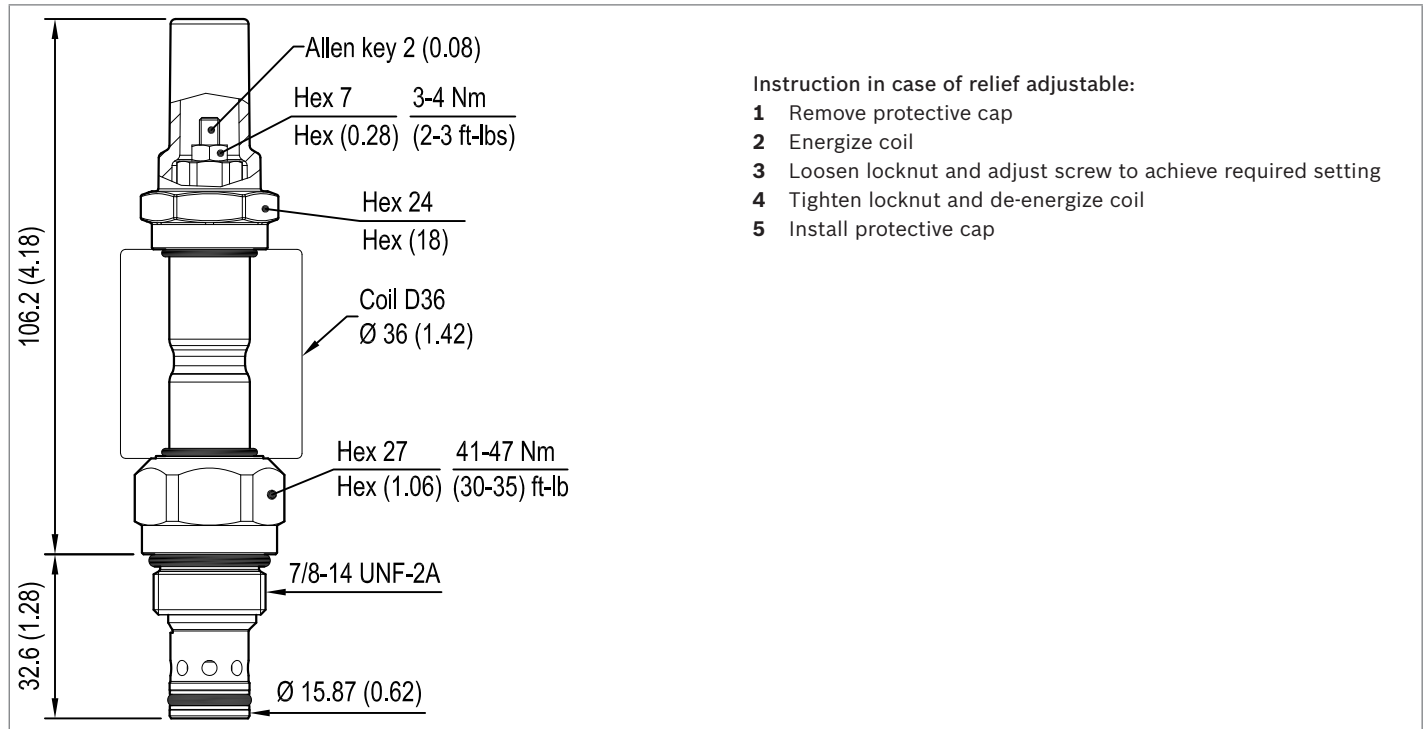 Allen key 2 (0.08)
Hex 7 3-4 Nm
Hex (0.28) (2-3 ft-lbs)
Hex 24
Hex (18)
106.2 (4.18)
Coil D36
Ø 36 (1.42)
Hex 27 41-47 Nm
Hex (1.06) (30-35) ft-lb
7/8-14 UNF-2A
32.6 (1.28)
Ø 15.87 (0.62)
Instruction in case of relief adjustable:
1 Remove protective cap
2 Energize coil
3 Loosen locknut and adjust screw to achieve required setting
4 Tighten locknut and de-energize coil
5 Install protective cap